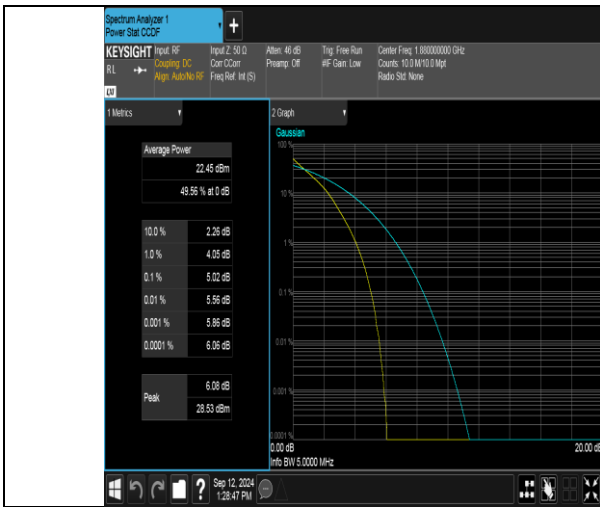 Spectrum Analyzer 1
Power Stat CCDF
+
KEYSIGHT Input: RF Input Z: 50 Ω Atten: 46 dB Trig: Free Run Center Freq: 1.880000000 GHz
RL Coupling: DC Corr CCorr Preamp: Off #IF Gain: Low Counts: 10.0 M/10.0 Mpt
Align: Auto/No RF Freq Ref: Int (S) Radio Std: None
LXI
1 Metrics
Average Power
22.45 dBm
49.56 % at 0 dB
10.0 % 2.26 dB
1.0 % 4.05 dB
0.1 % 5.02 dB
0.01 % 5.56 dB
0.001 % 5.86 dB
0.0001 % 6.06 dB
Peak 6.08 dB
28.53 dBm
2 Graph
Gaussian
100 %
10 %
1 %
0.1 %
0.01 %
0.001 %
0.0001 %
0.00 dB 20.00 dB
Info BW 5.0000 MHz
? Sep 12, 2024
1:28:47 PM